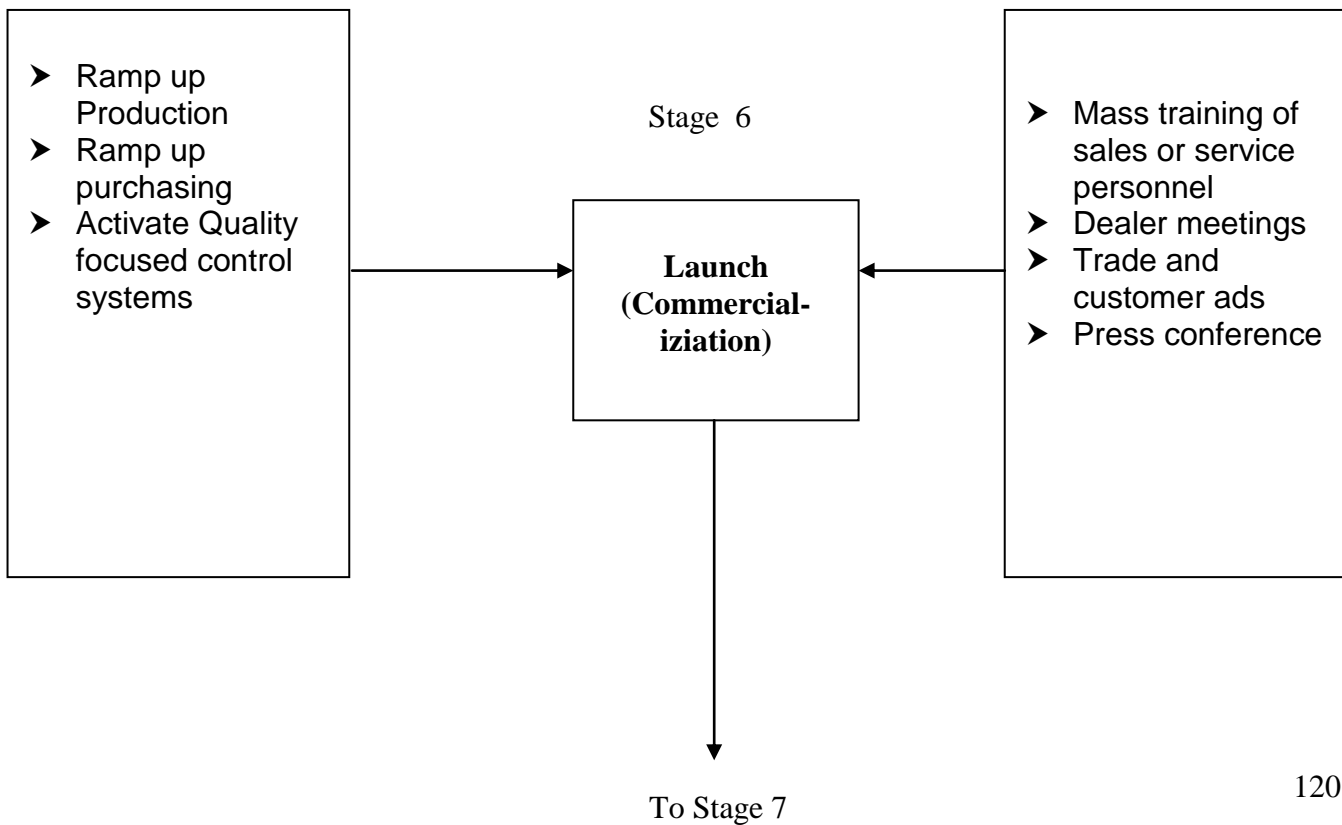 ➤ Ramp up
Production
➤ Ramp up
purchasing
➤ Activate Quality
focused control
systems
Stage 6
Launch
(Commercial-
iziation)
➤ Mass training of
sales or service
personnel
➤ Dealer meetings
➤ Trade and
customer ads
➤ Press conference
To Stage 7
120